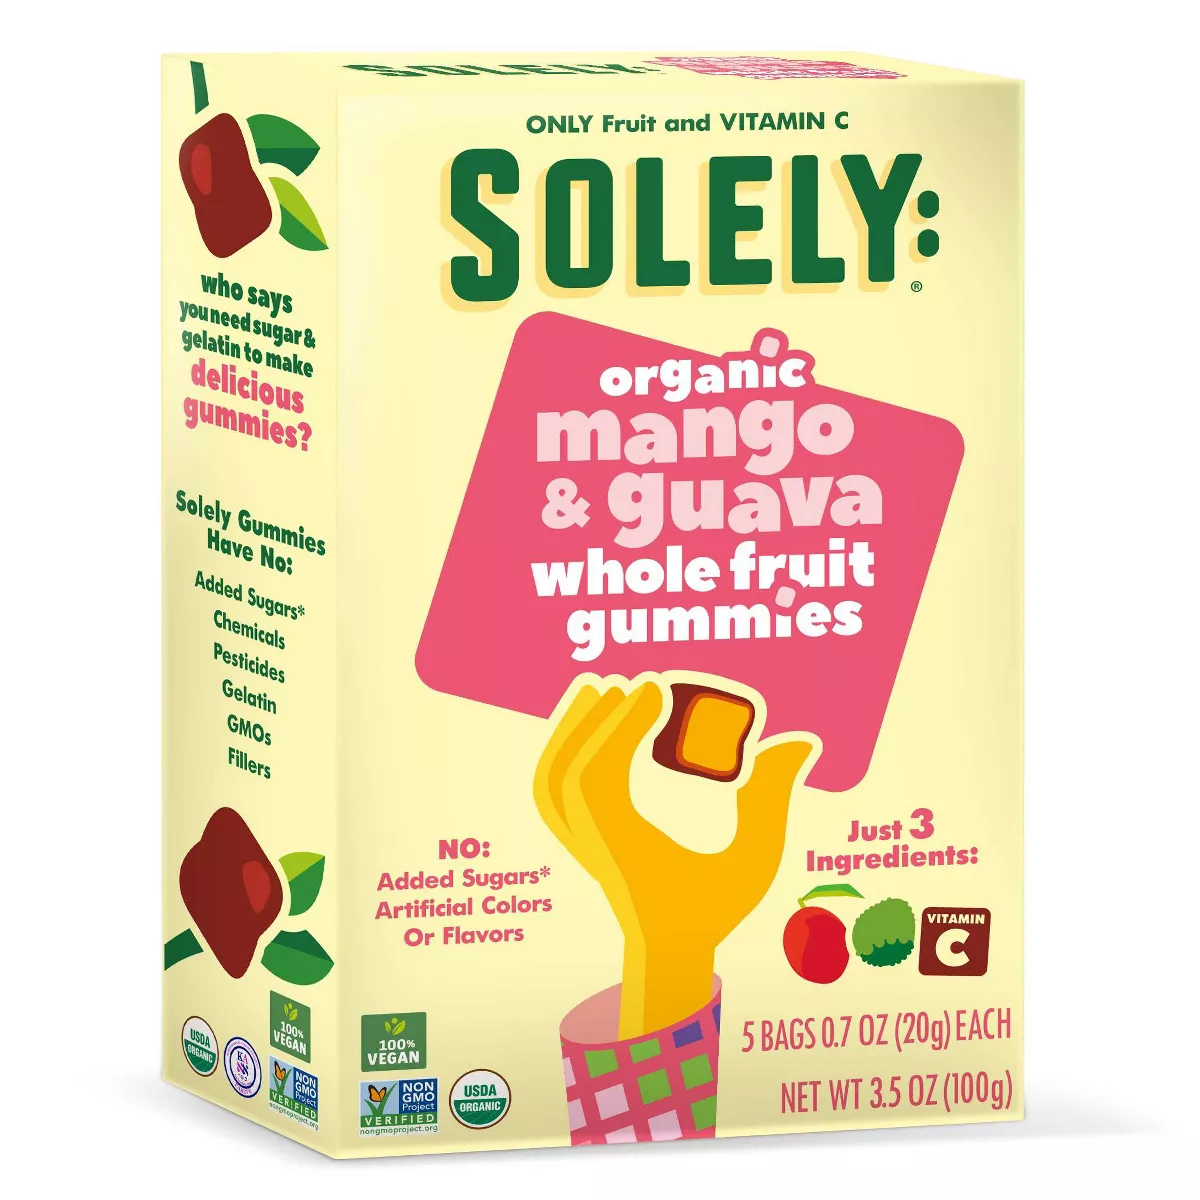 SOLELY:
ONLY Fruit and VITAMIN C
SOLELY:®
organic
mango
& guava
whole fruit
gummies
NO:
Added Sugars*
Artificial Colors
Or Flavors
Just 3
Ingredients:
VITAMIN
C
5 BAGS 0.7 OZ (20g) EACH
NET WT 3.5 OZ (100g)
100%
VEGAN
NON
GMO
Project
VERIFIED
nongmoproject.org
USDA
ORGANIC
who says
you need sugar &
gelatin to make
delicious
gummies?
Solely Gummies
Have No:
Added Sugars*
Chemicals
Pesticides
Gelatin
GMOs
Fillers
USDA
ORGANIC
100%
VEGAN
NON
GMO
Project
VERIFIED
nongmoproject.org